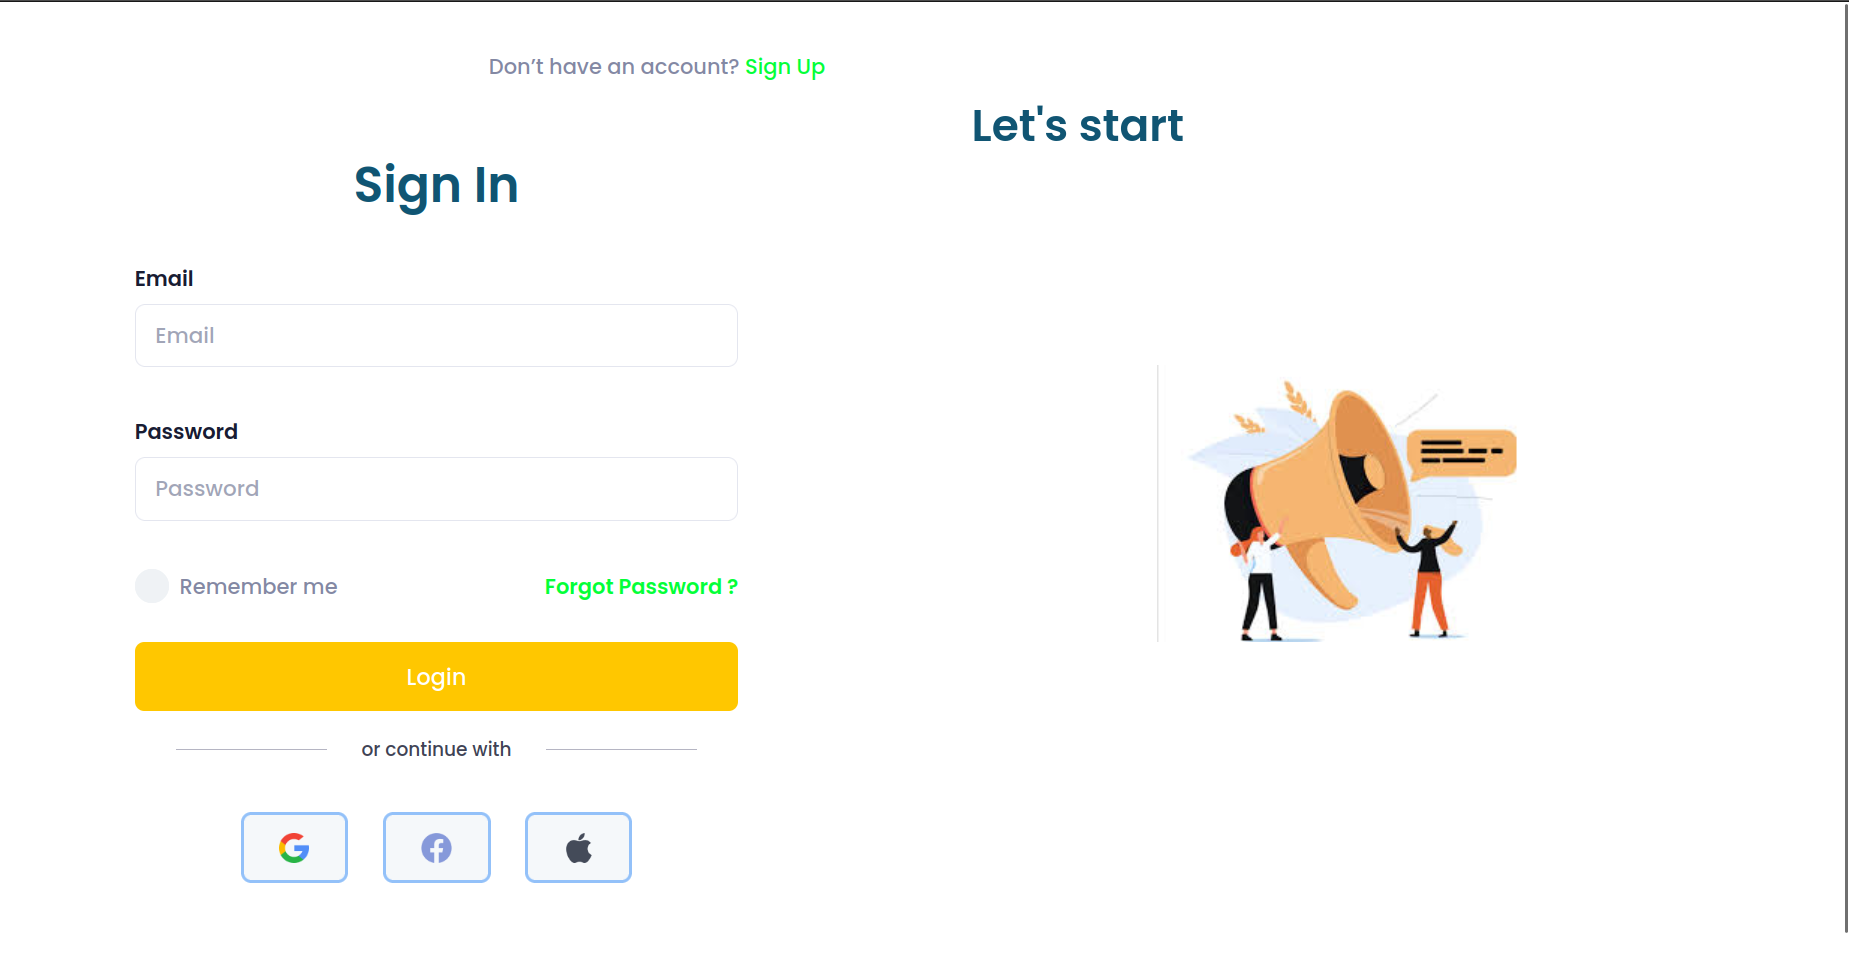 Don’t have an account? Sign Up
Let's start
Sign In
Email
Email
Password
Password
Remember me
Forgot Password ?
Login
or continue with